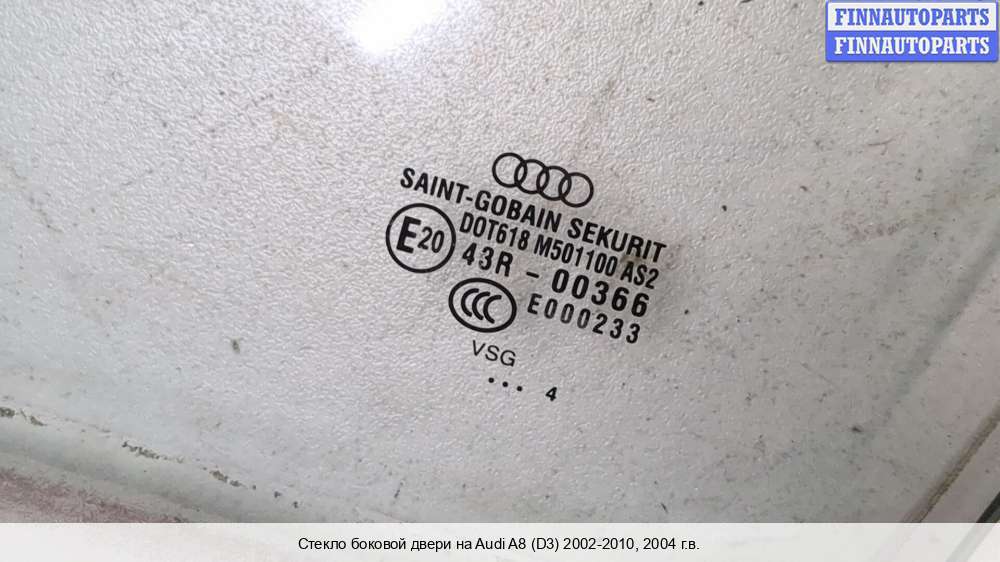 FINNAUTOPARTS
FINNAUTOPARTS
SAINT-GOBAIN SEKURIT
E20
DOT618 M501100 AS2
43R - 00366
CCC
E000233
VSG
... 4
Стекло боковой двери на Audi A8 (D3) 2002-2010, 2004 г.в.